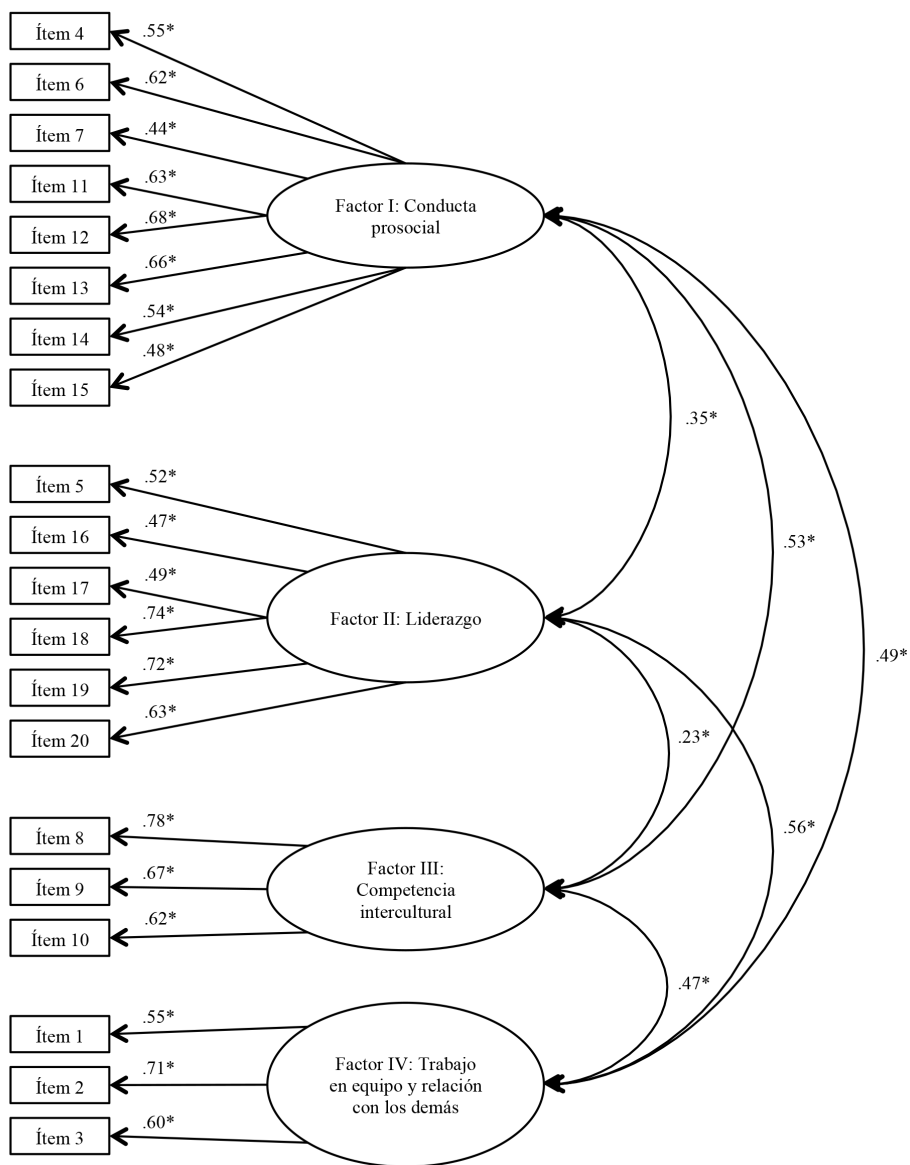 Ítem 4
.55*
Ítem 6
.62*
Ítem 7
.44*
Ítem 11
.63*
Ítem 12
.68*
Ítem 13
.66*
Ítem 14
.54*
Ítem 15
.48*
Factor I: Conducta
prosocial
.35*
.53*
.49*
Ítem 5
.52*
Ítem 16
.47*
Ítem 17
.49*
Ítem 18
.74*
Ítem 19
.72*
Ítem 20
.63*
Factor II: Liderazgo
.23*
.56*
Ítem 8
.78*
Ítem 9
.67*
Ítem 10
.62*
Factor III:
Competencia
intercultural
.47*
Ítem 1
.55*
Ítem 2
.71*
Ítem 3
.60*
Factor IV: Trabajo
en equipo y relación
con los demás